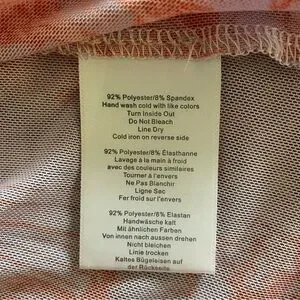 92% Polyester/8% Spandex
Hand wash cold with like colors
Turn Inside Out
Do Not Bleach
Line Dry
Cold iron on reverse side
92% Polyester/8% Élasthanne
Lavage à la main à froid
avec des couleurs similaires
Tourner à l'envers
Ne Pas Blanchir
Ligne Sec
Fer froid sur l'envers
92% Polyester/8% Elastan
Handwäsche kalt
Mit ähnlichen Farben
Von innen nach aussen drehen
Nicht bleichen
Linie trocken
Kaltes Bügeleisen auf
der Rückseite